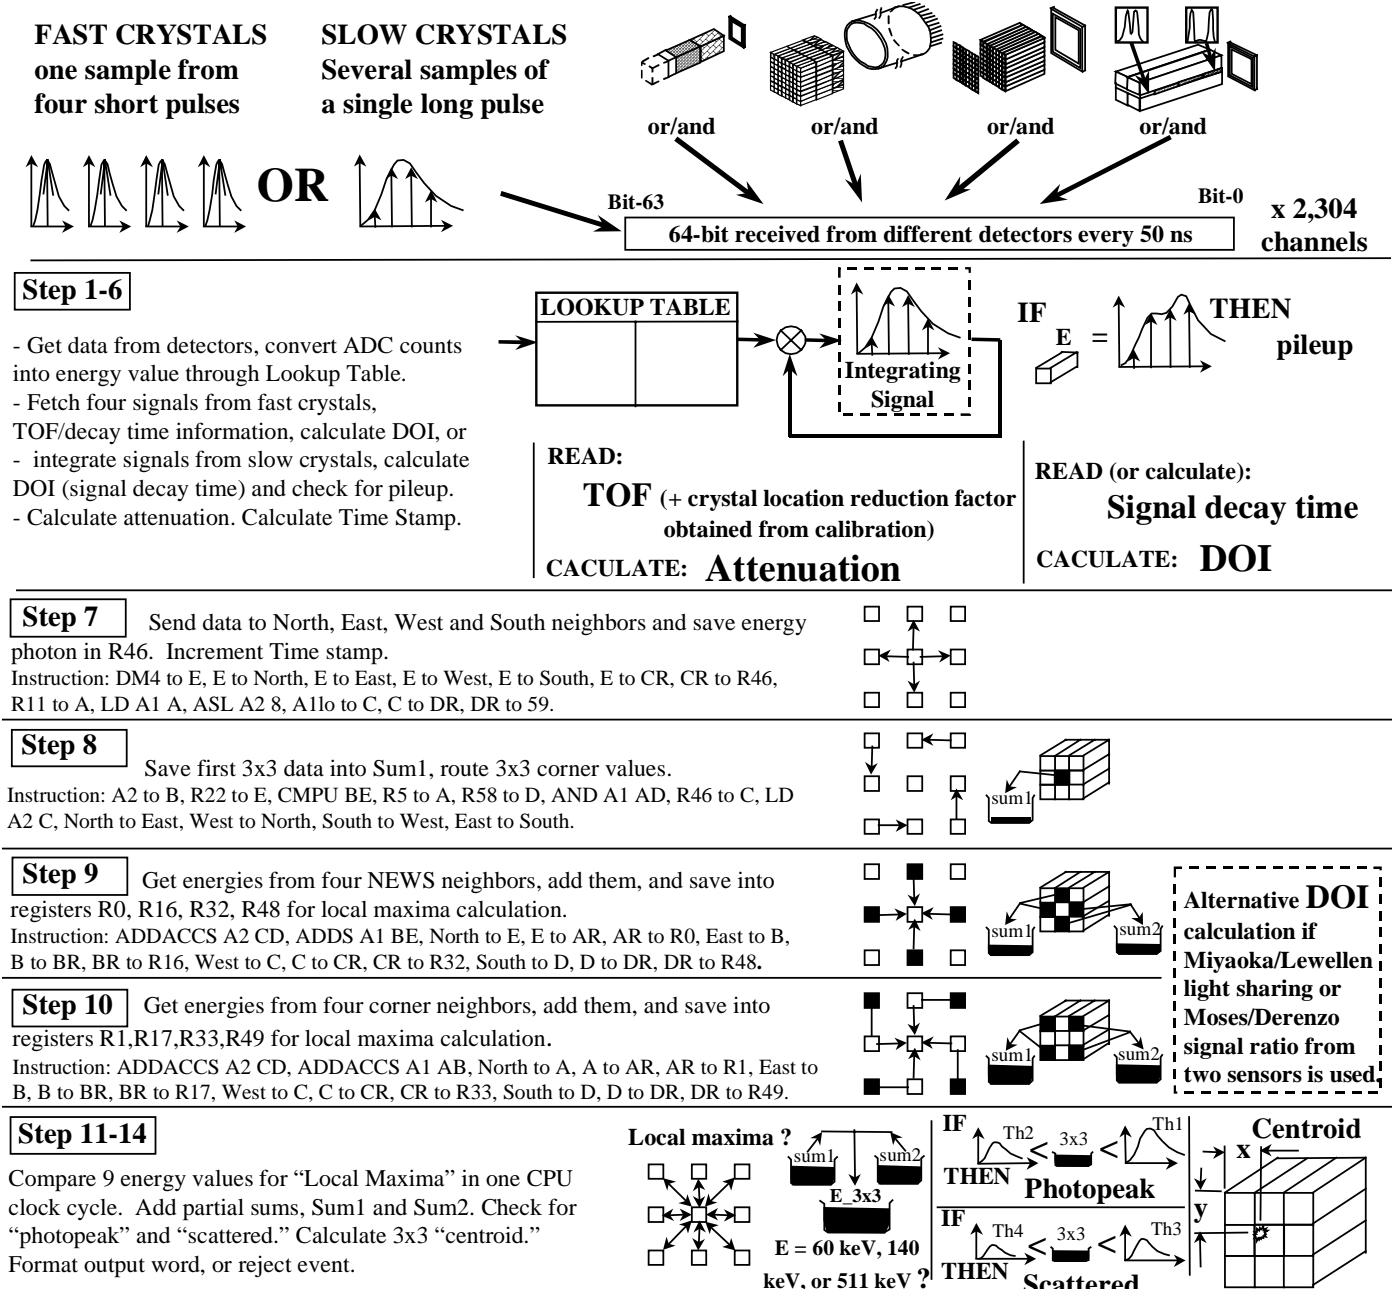 FAST CRYSTALS
one sample from
four short pulses
SLOW CRYSTALS
Several samples of
a single long pulse
OR
or/and
or/and
or/and
or/and
Bit-63
Bit-0
64-bit received from different detectors every 50 ns
x 2,304
channels
Step 1-6
- Get data from detectors, convert ADC counts
into energy value through Lookup Table.
- Fetch four signals from fast crystals,
TOF/decay time information, calculate DOI, or
- integrate signals from slow crystals, calculate
DOI (signal decay time) and check for pileup.
- Calculate attenuation. Calculate Time Stamp.
LOOKUP TABLE
Integrating
Signal
IF
E
=
THEN
pileup
READ:
TOF (+ crystal location reduction factor
obtained from calibration)
CACULATE: Attenuation
READ (or calculate):
Signal decay time
CACULATE: DOI
Step 7
Send data to North, East, West and South neighbors and save energy
photon in R46. Increment Time stamp.
Instruction: DM4 to E, E to North, E to East, E to West, E to South, E to CR, CR to R46,
R11 to A, LD A1 A, ASL A2 8, A1lo to C, C to DR, DR to 59.
Step 8
Save first 3x3 data into Sum1, route 3x3 corner values.
Instruction: A2 to B, R22 to E, CMPU BE, R5 to A, R58 to D, AND A1 AD, R46 to C, LD
A2 C, North to East, West to North, South to West, East to South.
sum1
Step 9
Get energies from four NEWS neighbors, add them, and save into
registers R0, R16, R32, R48 for local maxima calculation.
Instruction: ADDACCS A2 CD, ADDS A1 BE, North to E, E to AR, AR to R0, East to B,
B to BR, BR to R16, West to C, C to CR, CR to R32, South to D, D to DR, DR to R48.
sum1
sum2
Step 10
Get energies from four corner neighbors, add them, and save into
registers R1,R17,R33,R49 for local maxima calculation.
Instruction: ADDACCS A2 CD, ADDACCS A1 AB, North to A, A to AR, AR to R1, East to
B, B to BR, BR to R17, West to C, C to CR, CR to R33, South to D, D to DR, DR to R49.
sum1
sum2
Alternative DOI
calculation if
Miyaoka/Lewellen
light sharing or
Moses/Derenzo
signal ratio from
two sensors is used.
Step 11-14
Compare 9 energy values for “Local Maxima” in one CPU
clock cycle. Add partial sums, Sum1 and Sum2. Check for
“photopeak” and “scattered.” Calculate 3x3 “centroid.”
Format output word, or reject event.
Local maxima ?
sum1
sum2
E_3x3
E = 60 keV, 140
keV, or 511 keV ?
IF
Th2
<
3x3
<
Th1
THEN
Photopeak
IF
Th4
<
3x3
<
Th3
THEN
Scattered
Centroid
x
y